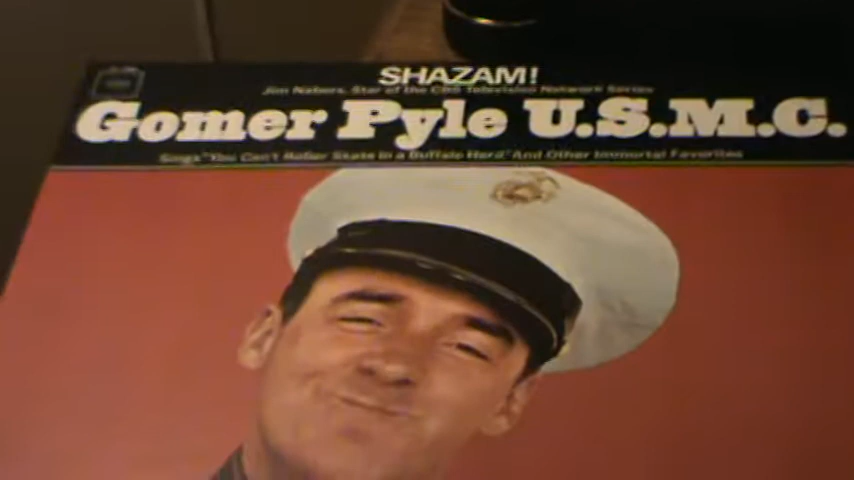 SHAZAM!
Jim Nabors, Star of the CBS Television Network Series
Gomer Pyle U.S.M.C.
Sings "You Can't Roller Skate in a Buffalo Herd" And Other Immortal Favorites